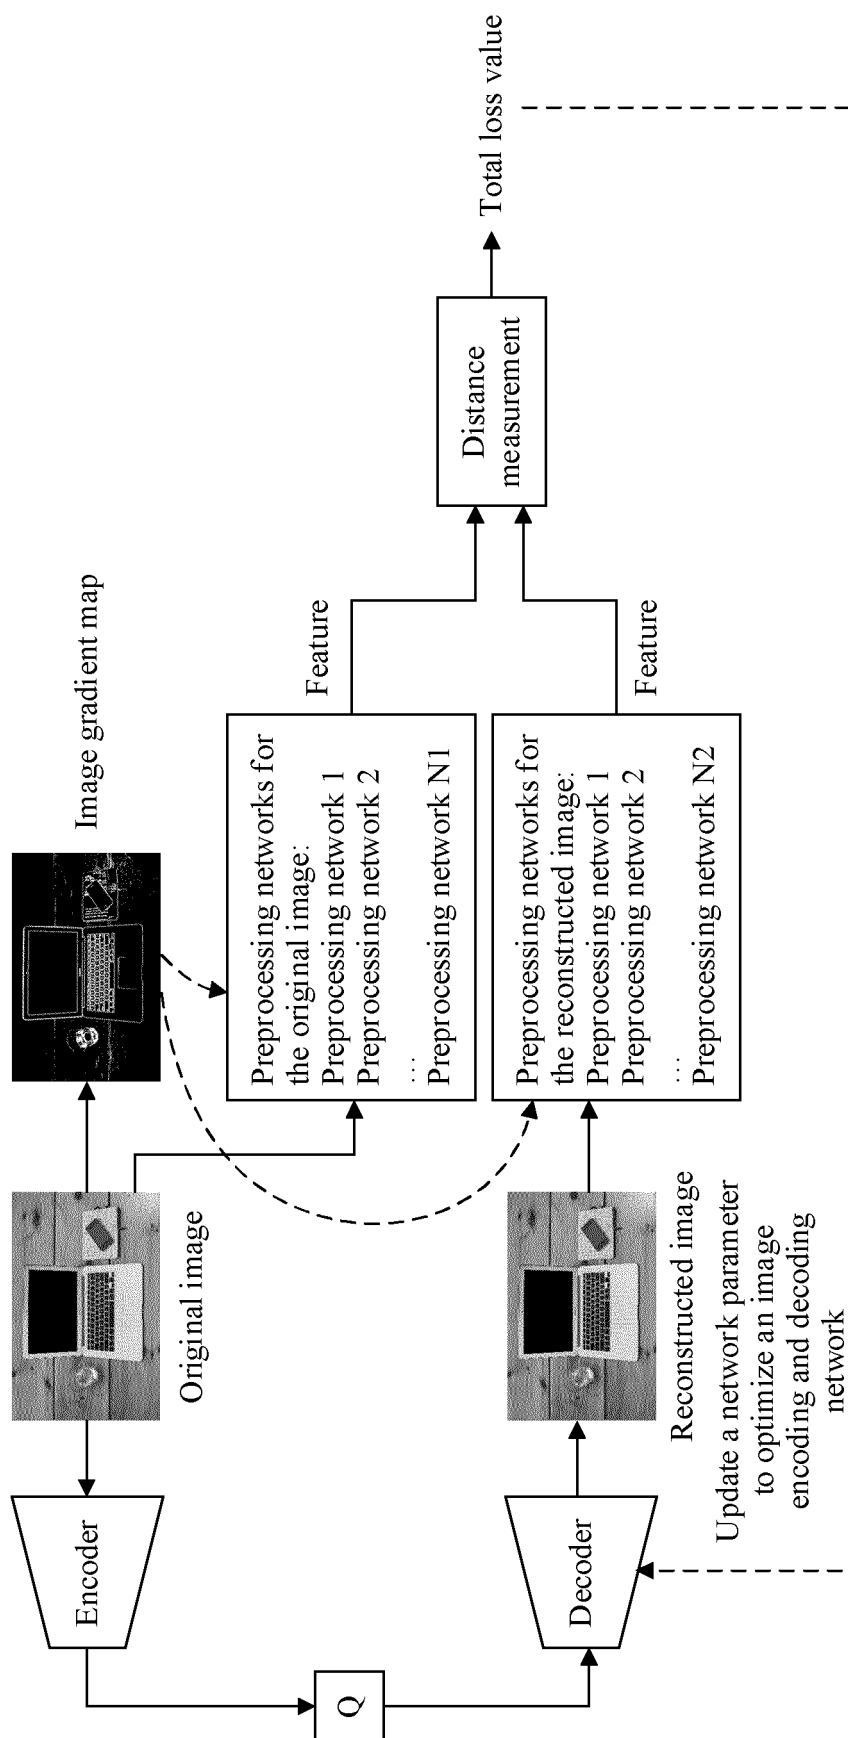 Original image
Image gradient map
Encoder
Q
Decoder
Reconstructed image
Update a network parameter
to optimize an image
encoding and decoding
network
Preprocessing networks for
the original image:
Preprocessing network 1
Preprocessing network 2
...
Preprocessing network N1
Feature
Preprocessing networks for
the reconstructed image:
Preprocessing network 1
Preprocessing network 2
...
Preprocessing network N2
Feature
Distance
measurement
Total loss value